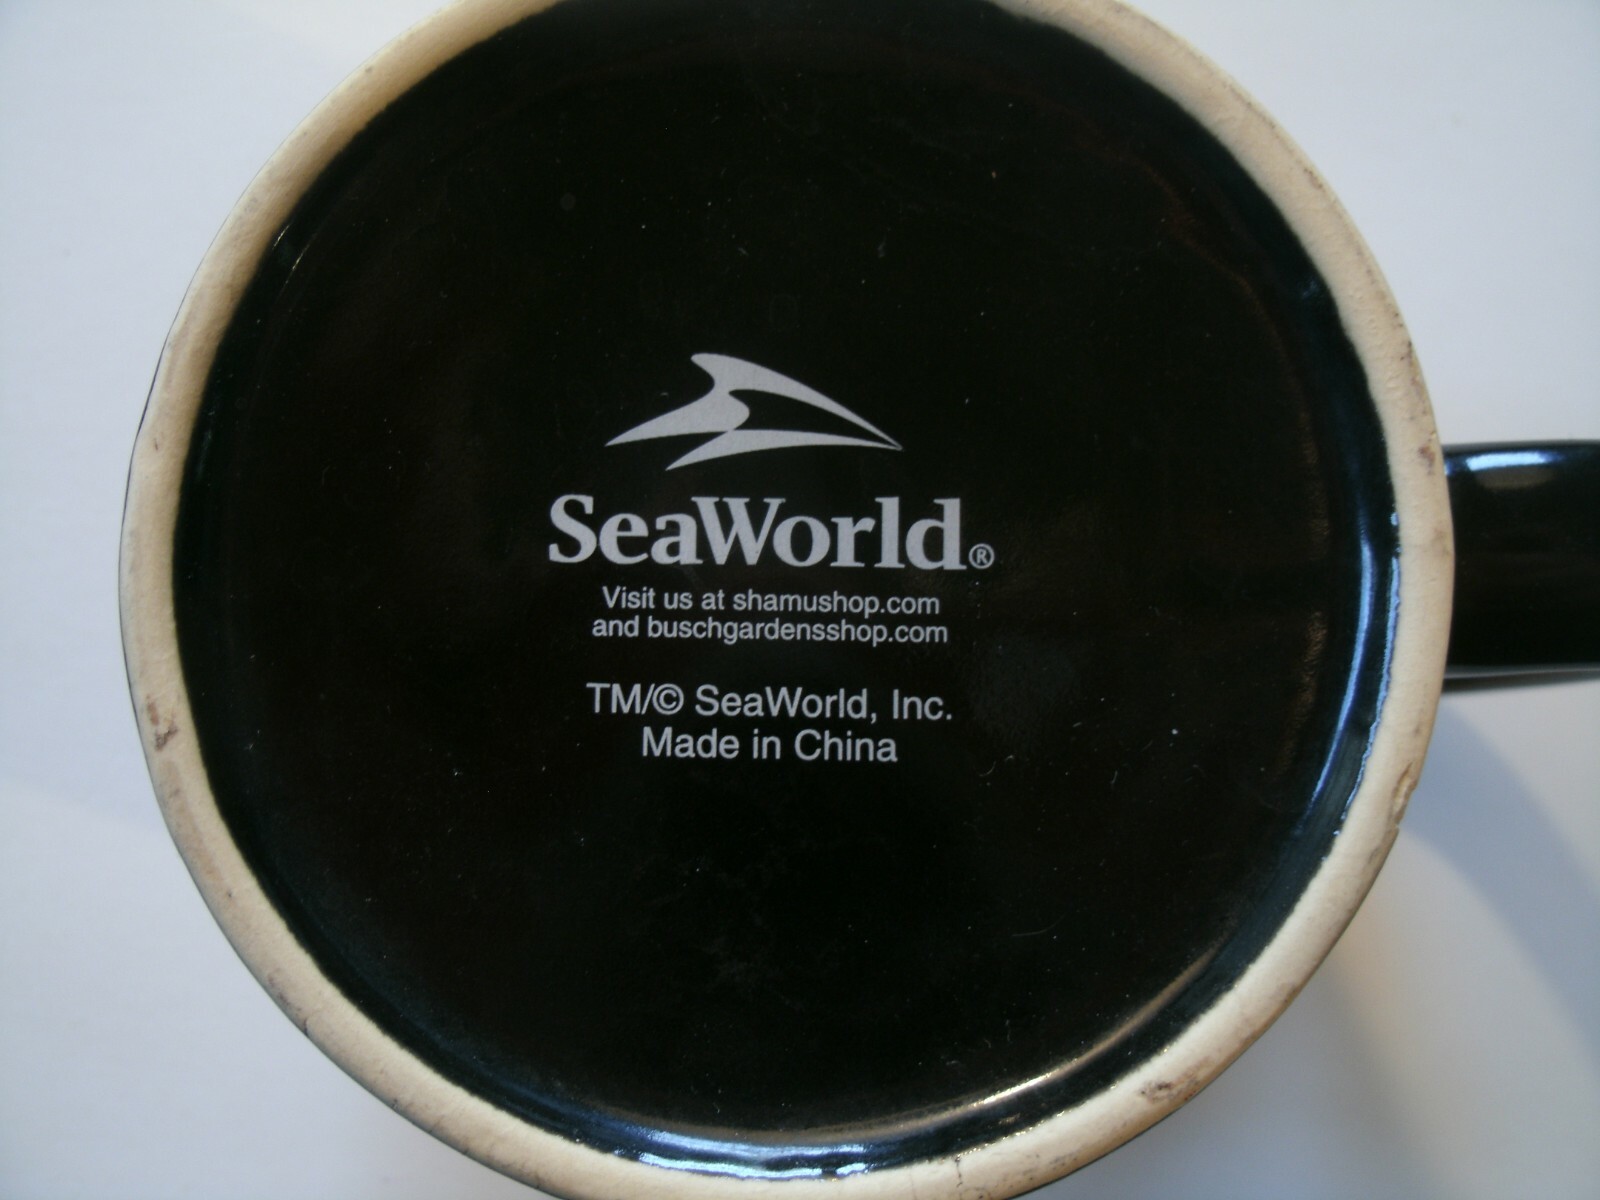 SeaWorld®
Visit us at shamushop.com
and buschgardensshop.com
TM/© SeaWorld, Inc.
Made in China